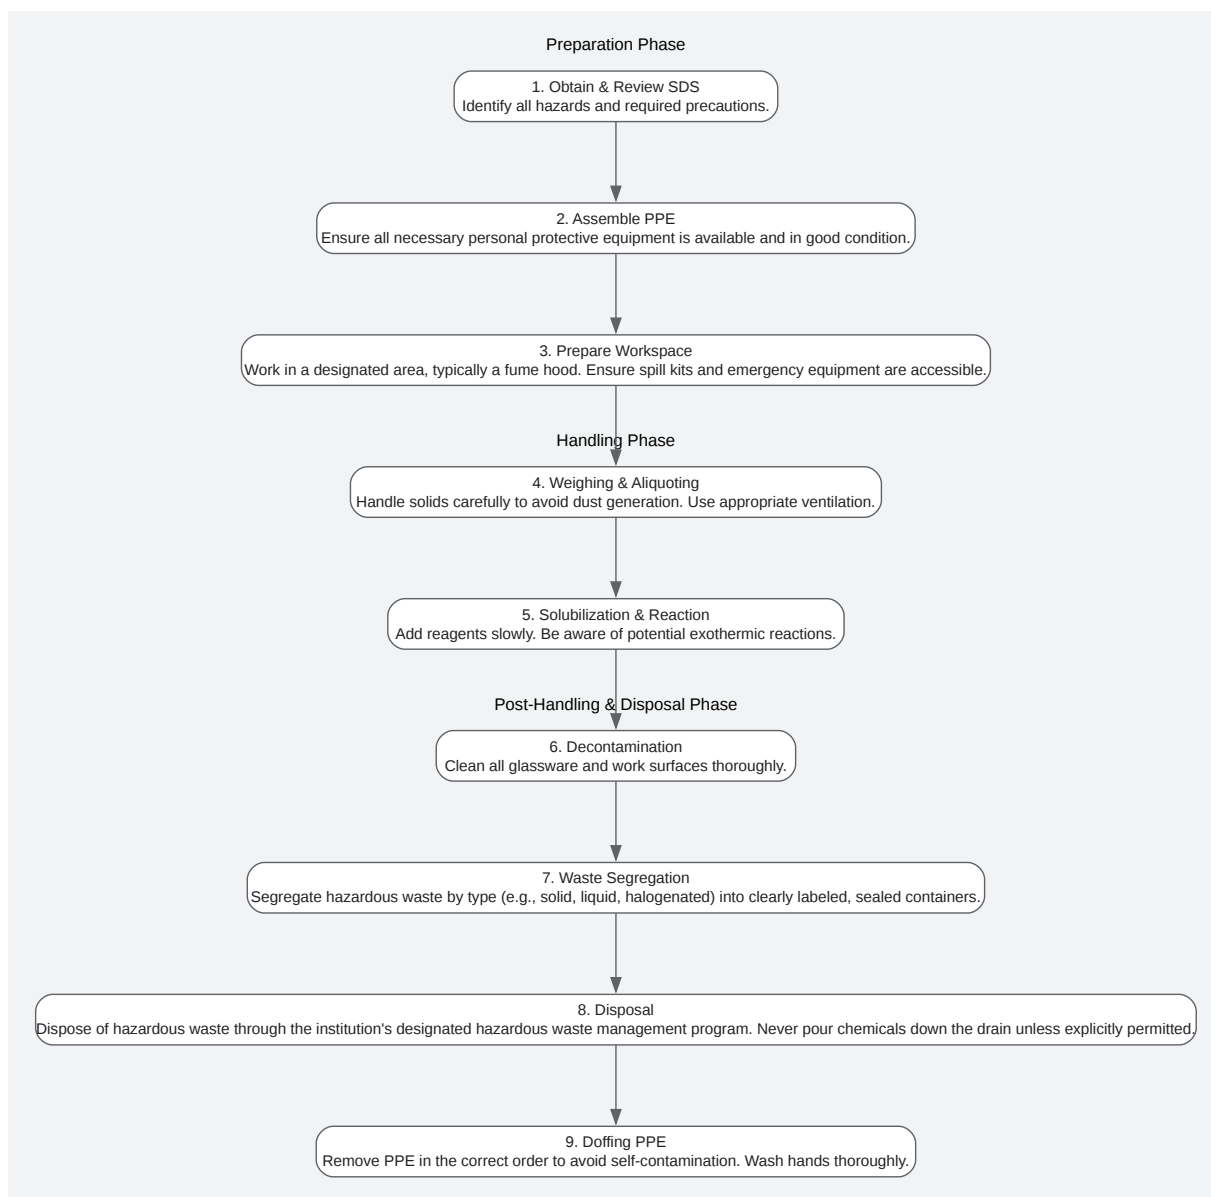 Preparation Phase
1. Obtain & Review SDS
Identify all hazards and required precautions.
2. Assemble PPE
Ensure all necessary personal protective equipment is available and in good condition.
3. Prepare Workspace
Work in a designated area, typically a fume hood. Ensure spill kits and emergency equipment are accessible.
Handling Phase
4. Weighing & Aliquoting
Handle solids carefully to avoid dust generation. Use appropriate ventilation.
5. Solubilization & Reaction
Add reagents slowly. Be aware of potential exothermic reactions.
Post-Handling & Disposal Phase
6. Decontamination
Clean all glassware and work surfaces thoroughly.
7. Waste Segregation
Segregate hazardous waste by type (e.g., solid, liquid, halogenated) into clearly labeled, sealed containers.
8. Disposal
Dispose of hazardous waste through the institution's designated hazardous waste management program. Never pour chemicals down the drain unless explicitly permitted.
9. Doffing PPE
Remove PPE in the correct order to avoid self-contamination. Wash hands thoroughly.